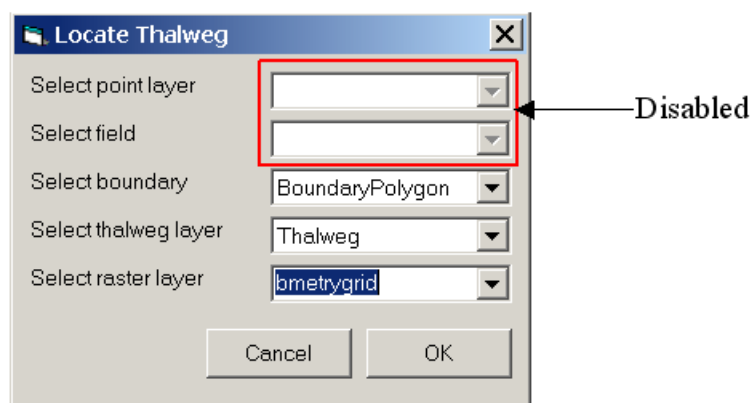 Locate Thalweg
Select point layer
Disabled
Select field
Select boundary
BoundaryPolygon
Select thalweg layer
Thalweg
Select raster layer
bmetrygrid
Cancel
OK